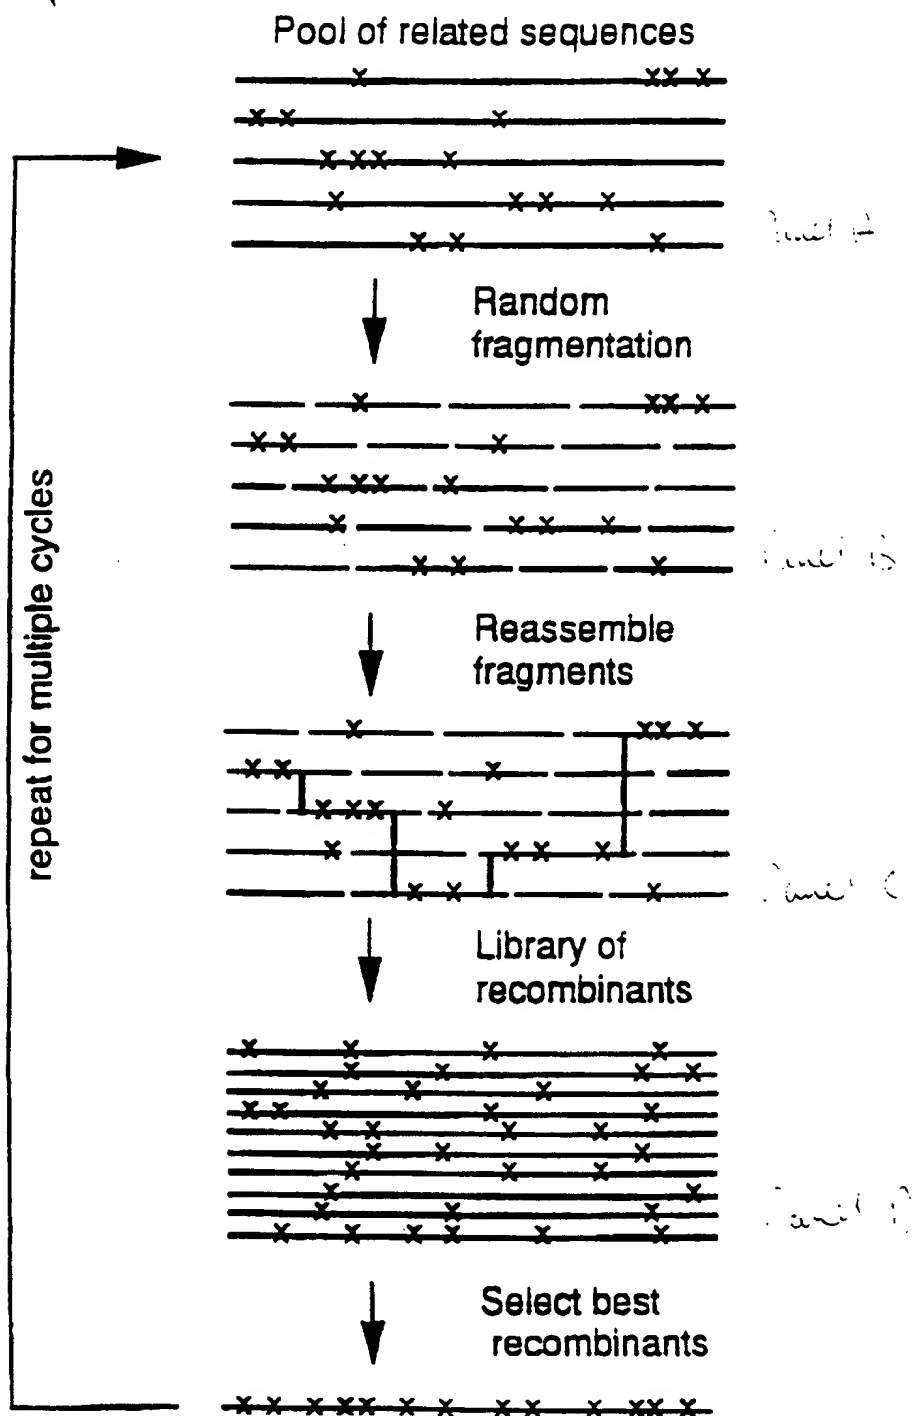 Pool of related sequences
Random
fragmentation
Reassemble
fragments
repeat for multiple cycles
Library of
recombinants
Select best
recombinants